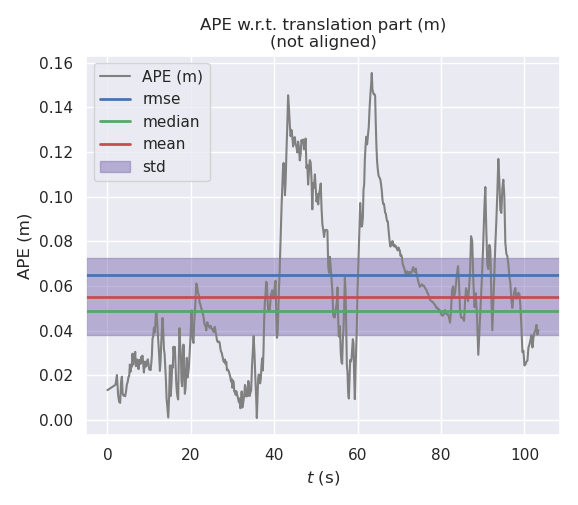 APE w.r.t. translation part (m)
(not aligned)
APE (m)
rmse
median
mean
std
APE (m)
0.16
0.14
0.12
0.10
0.08
0.06
0.04
0.02
0.00
0 20 40 60 80 100
t (s)